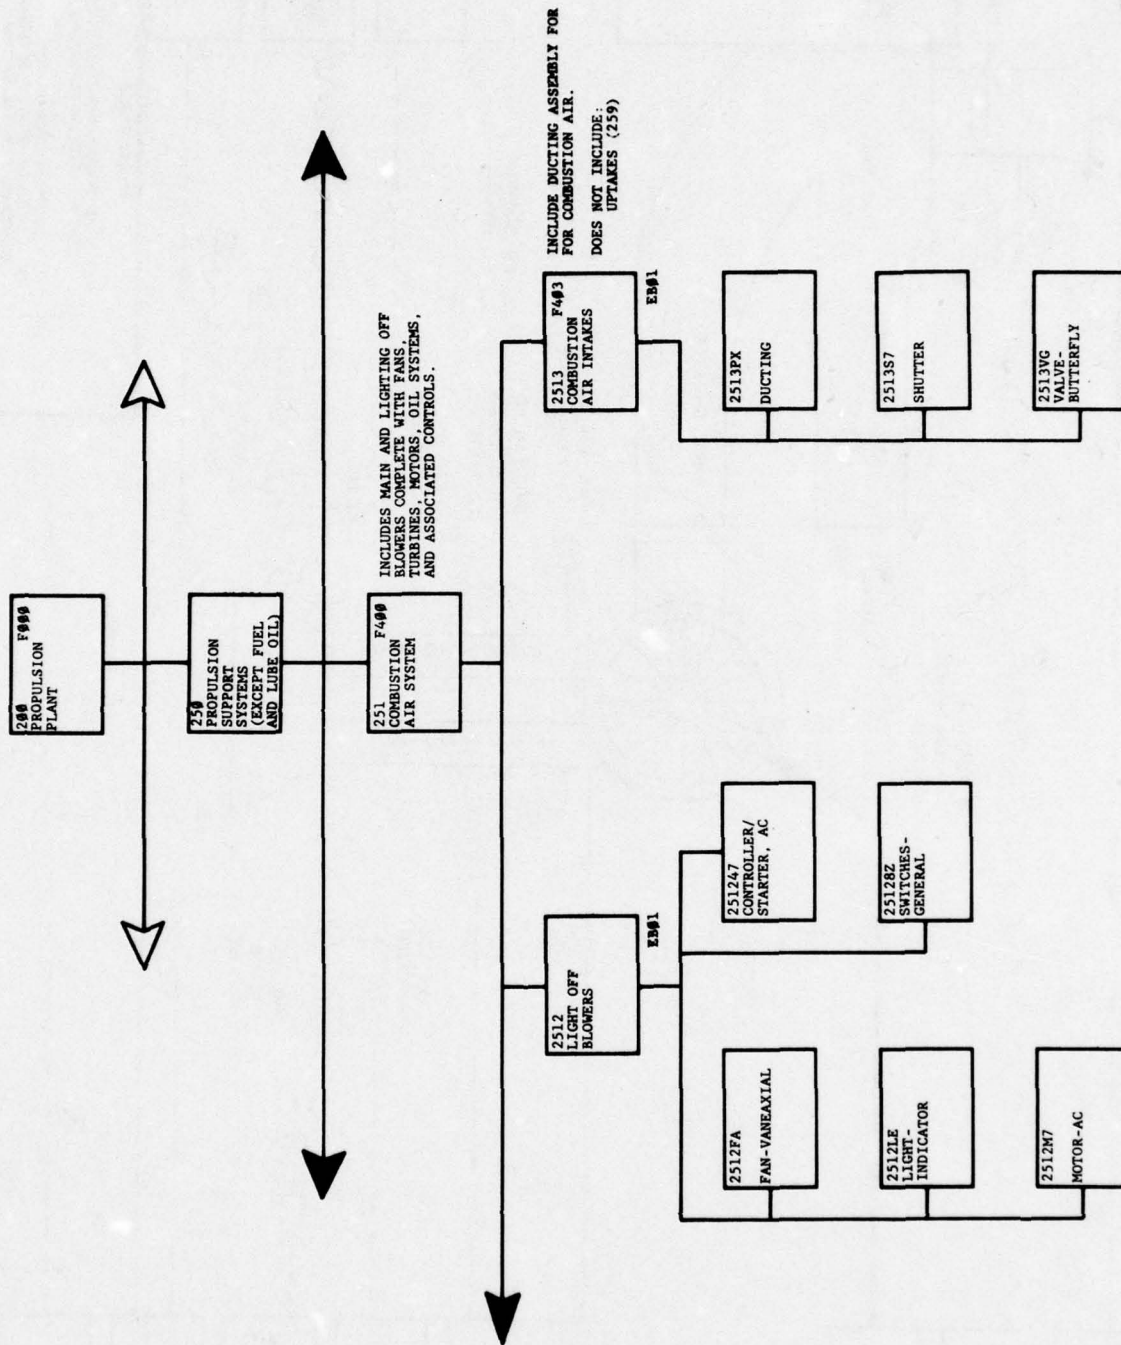 200 F000
PROPULSION
PLANT
250
PROPULSION
SUPPORT
SYSTEMS
(EXCEPT FUEL
AND LUBE OIL)
251 F400
COMBUSTION
AIR SYSTEM
INCLUDES MAIN AND LIGHTING OFF
BLOWERS COMPLETE WITH FANS,
TURBINES, MOTORS, OIL SYSTEMS,
AND ASSOCIATED CONTROLS.
2512
LIGHT OFF
BLOWERS
EB01
2513 F403
COMBUSTION
AIR INTAKES
EB01
INCLUDE DUCTING ASSEMBLY FOR
FOR COMBUSTION AIR.
DOES NOT INCLUDE:
UPTAKES (259)
2512FA
FAN-VANEAXIAL
2512LE
LIGHT-
INDICATOR
2512M7
MOTOR-AC
251247
CONTROLLER/
STARTER, AC
25128Z
SWITCHES-
GENERAL
2513PX
DUCTING
2513S7
SHUTTER
2513VG
VALVE-
BUTTERFLY